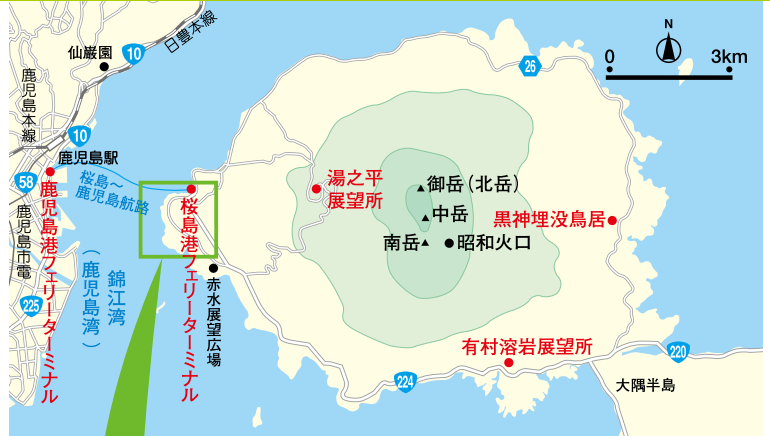 日豊本線
仙巌園
10
鹿児島本線
10
鹿児島駅
58
桜島～
鹿児島航路
鹿児島港フェリーターミナル
鹿児島市電
225
錦江湾
（鹿児島湾）
桜島港フェリーターミナル
赤水展望広場
湯之平
展望所
御岳（北岳）
中岳
南岳
昭和火口
黒神埋没鳥居
有村溶岩展望所
26
224
220
大隅半島
N
0
3km